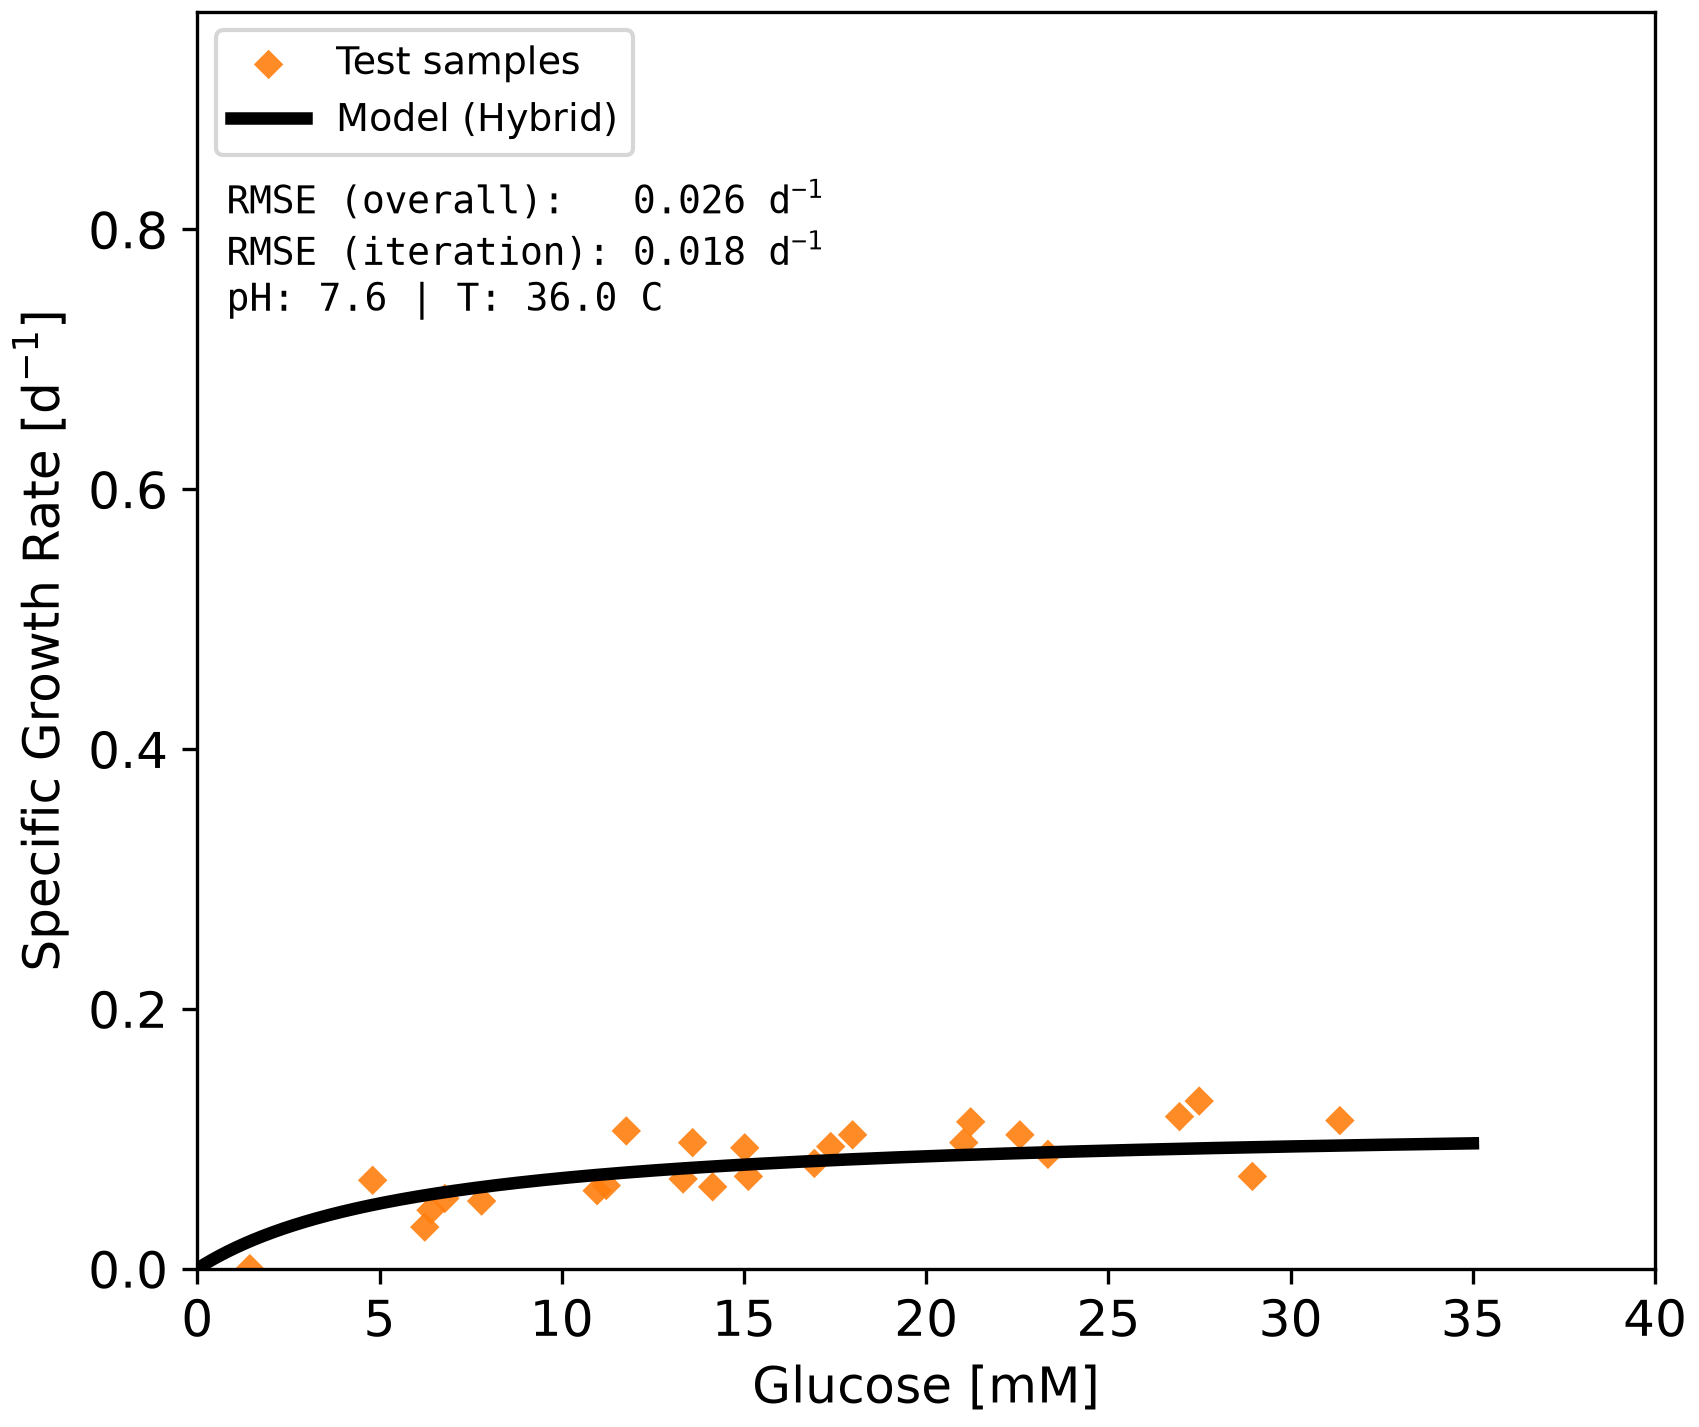 Test samples
Model (Hybrid)
RMSE (overall):   0.026 d⁻¹
RMSE (iteration): 0.018 d⁻¹
pH: 7.6 | T: 36.0 C
Specific Growth Rate [d⁻¹]
0.8
0.6
0.4
0.2
0.0
0 5 10 15 20 25 30 35 40
Glucose [mM]